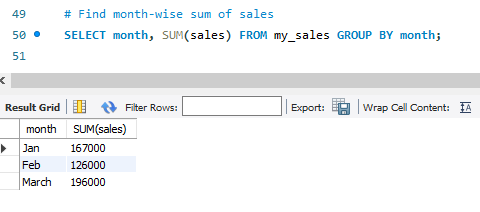 49 # Find month-wise sum of sales
50 SELECT month, SUM(sales) FROM my_sales GROUP BY month;
51
Result Grid Filter Rows: Export: Wrap Cell Content:
month SUM(sales)
Jan 167000
Feb 126000
March 196000